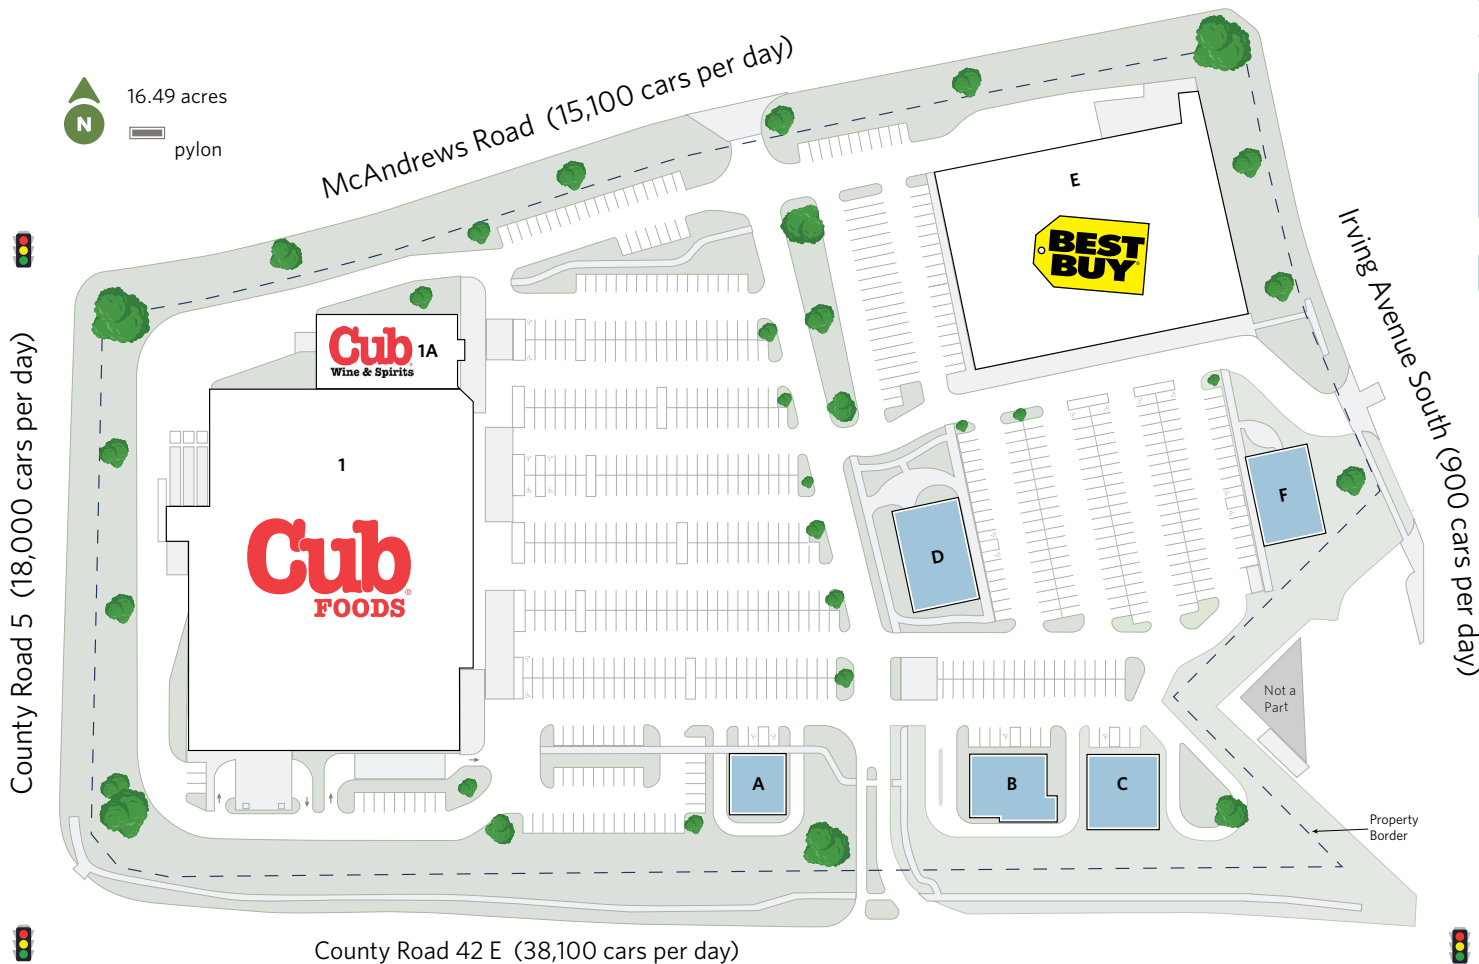 McAndrews Road (15,100 cars per day)
16.49 acres
N
pylon
E
BEST
BUY
Irving Avenue South (900 cars per day)
Cub
1A
Wine & Spirits
County Road 5 (18,000 cars per day)
1
Cub
FOODS
F
D
Not a
Part
A
B
C
Property
Border
County Road 42 E (38,100 cars per day)